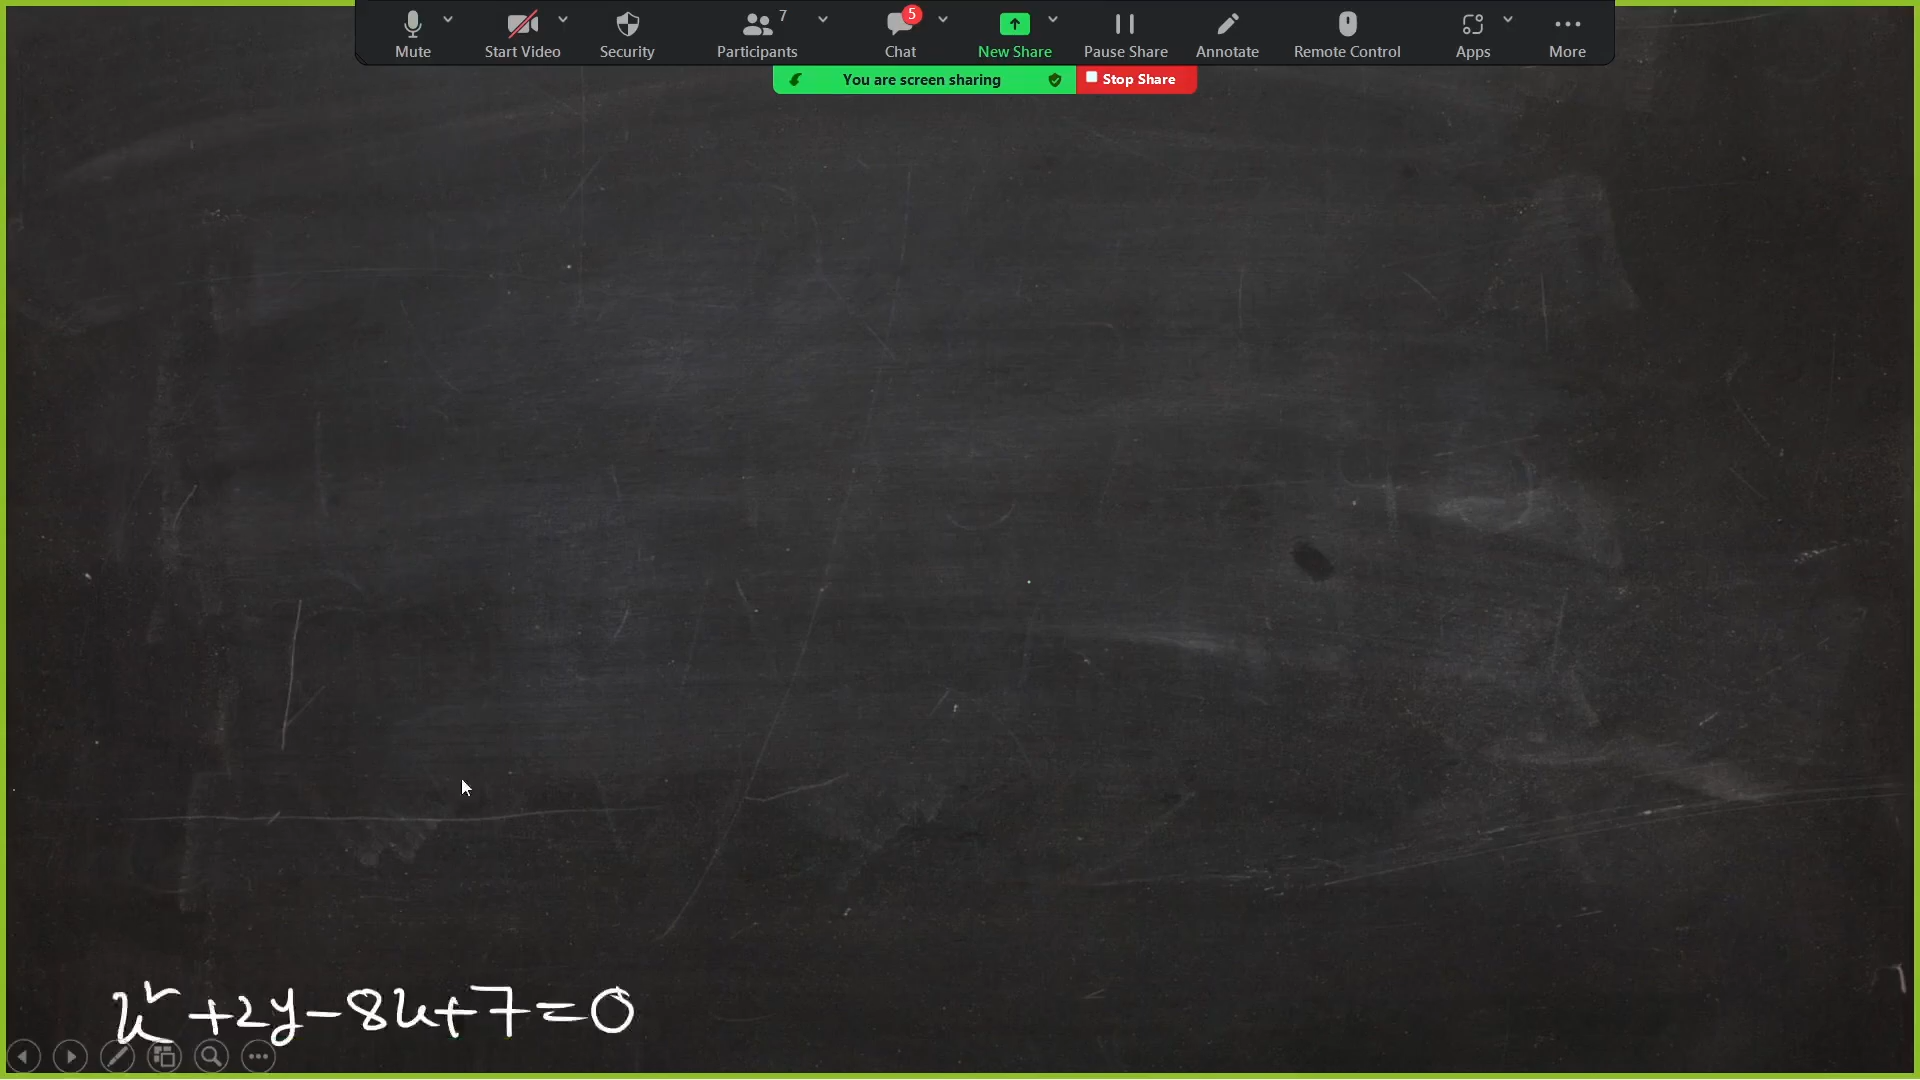 Mute
Start Video
Security
Participants
7
Chat
5
New Share
Pause Share
Annotate
Remote Control
Apps
More
You are screen sharing
Stop Share
x²+2y-8x+7=0